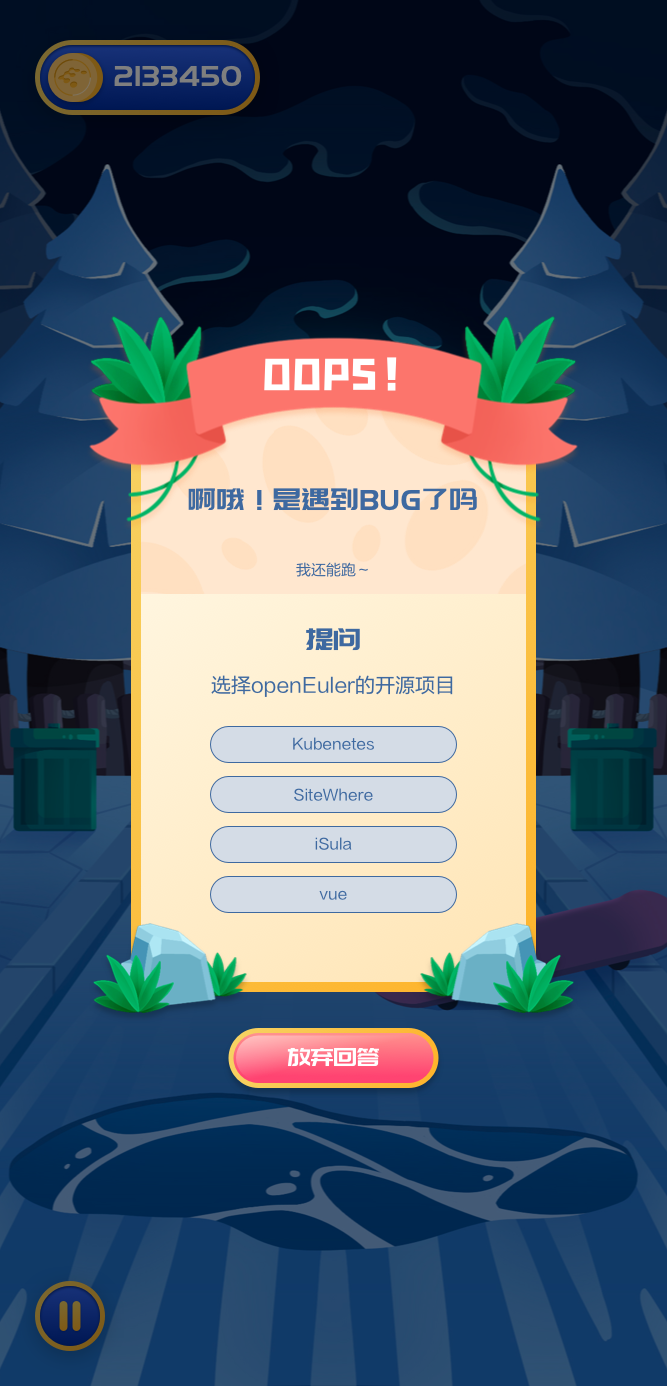 2133450
OOPS!
啊哦！是遇到BUG了吗
我还能跑~
提问
选择openEuler的开源项目
Kubenetes
SiteWhere
iSula
vue
放弃回答